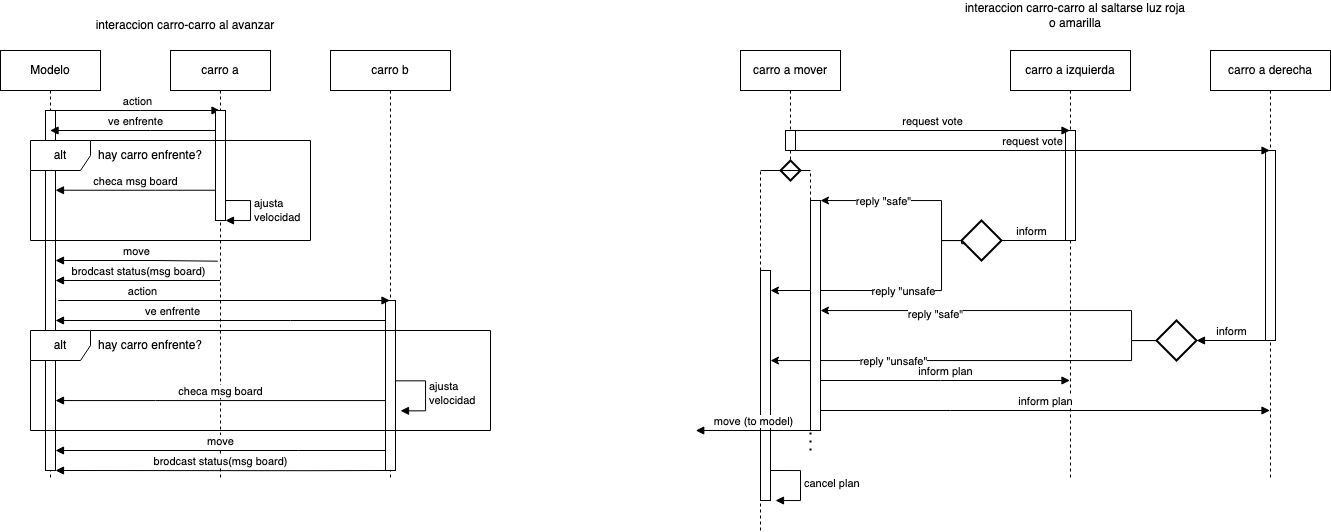 interaccion carro-carro al avanzar
Modelo
carro a
carro b
action
ve enfrente
alt
hay carro enfrente?
checa msg board
ajusta
velocidad
move
brodcast status(msg board)
action
ve enfrente
alt
hay carro enfrente?
checa msg board
ajusta
velocidad
move
brodcast status(msg board)
interaccion carro-carro al saltarse luz roja
o amarilla
carro a mover
carro a izquierda
carro a derecha
request vote
request vote
reply "safe"
inform
reply "unsafe
reply "safe"
inform
reply "unsafe"
inform plan
inform plan
move (to model)
cancel plan